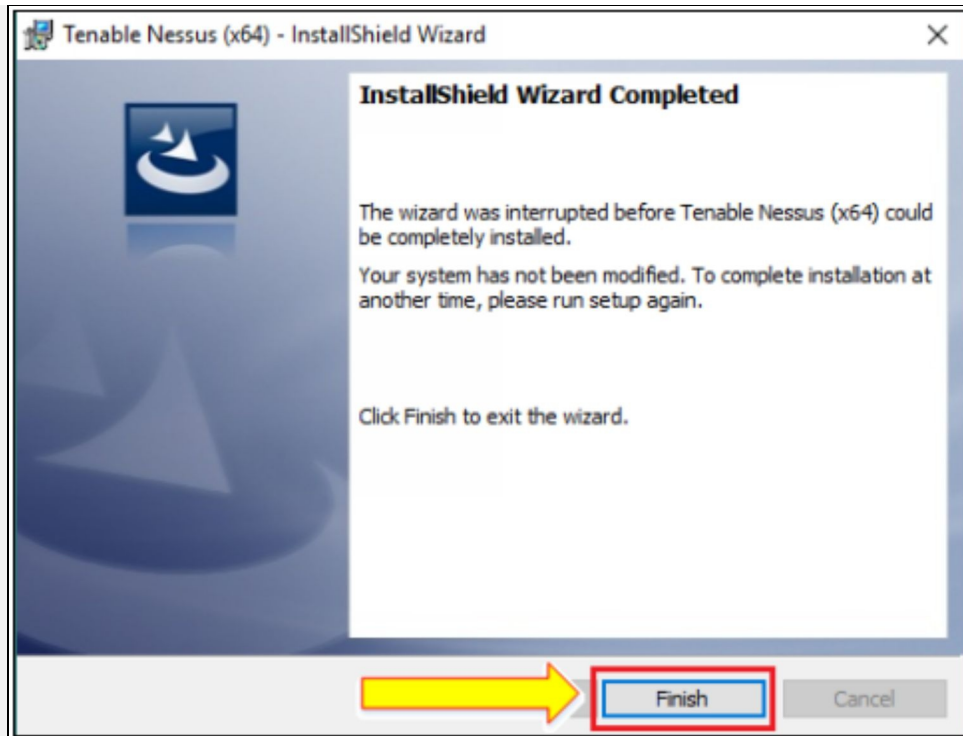 Tenable Nessus (x64) - InstallShield Wizard
InstallShield Wizard Completed
The wizard was interrupted before Tenable Nessus (x64) could
be completely installed.
Your system has not been modified. To complete installation at
another time, please run setup again.
Click Finish to exit the wizard.
Finish
Cancel